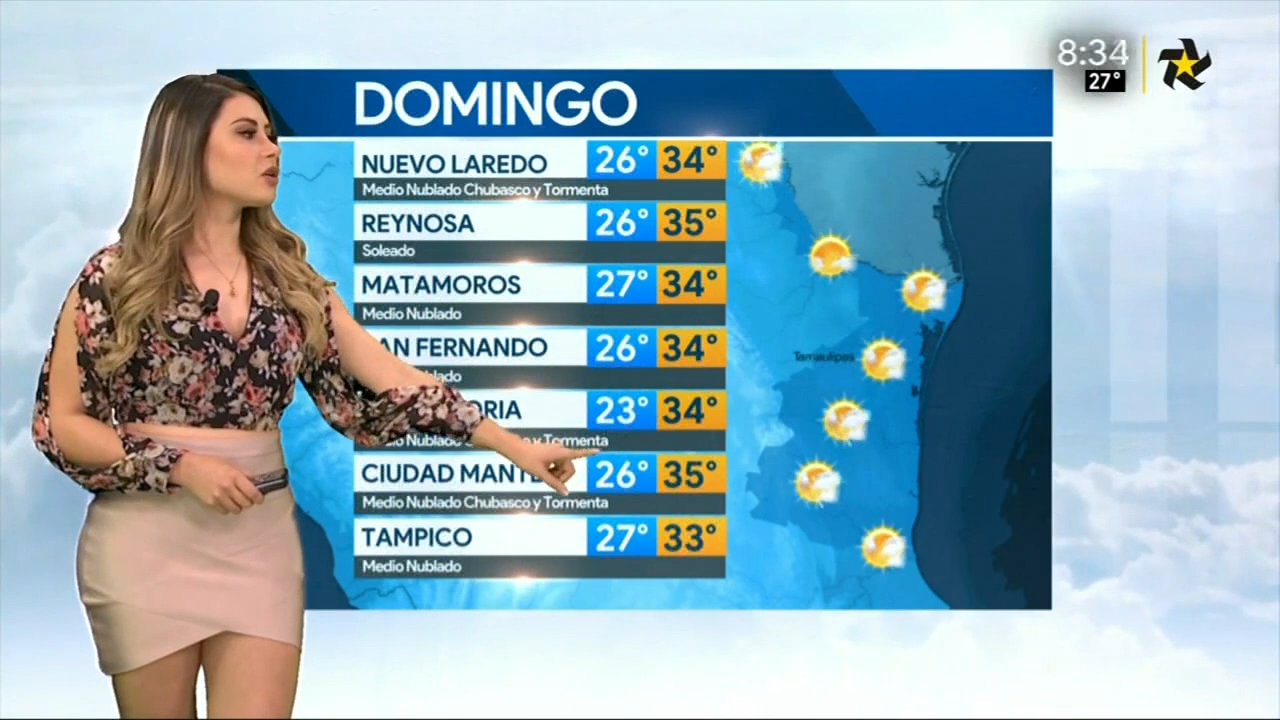 8:34
27°
DOMINGO
NUEVO LAREDO 26° 34°
Medio Nublado Chubasco y Tormenta
REYNOSA 26° 35°
Soleado
MATAMOROS 27° 34°
Medio Nublado
FERNANDO 26° 34°
23° 34°
y Tormenta
CIUDAD 26° 35°
Medio Nublado Chubasco y Tormenta
TAMPICO 27° 33°
Medio Nublado
Tamaulipas